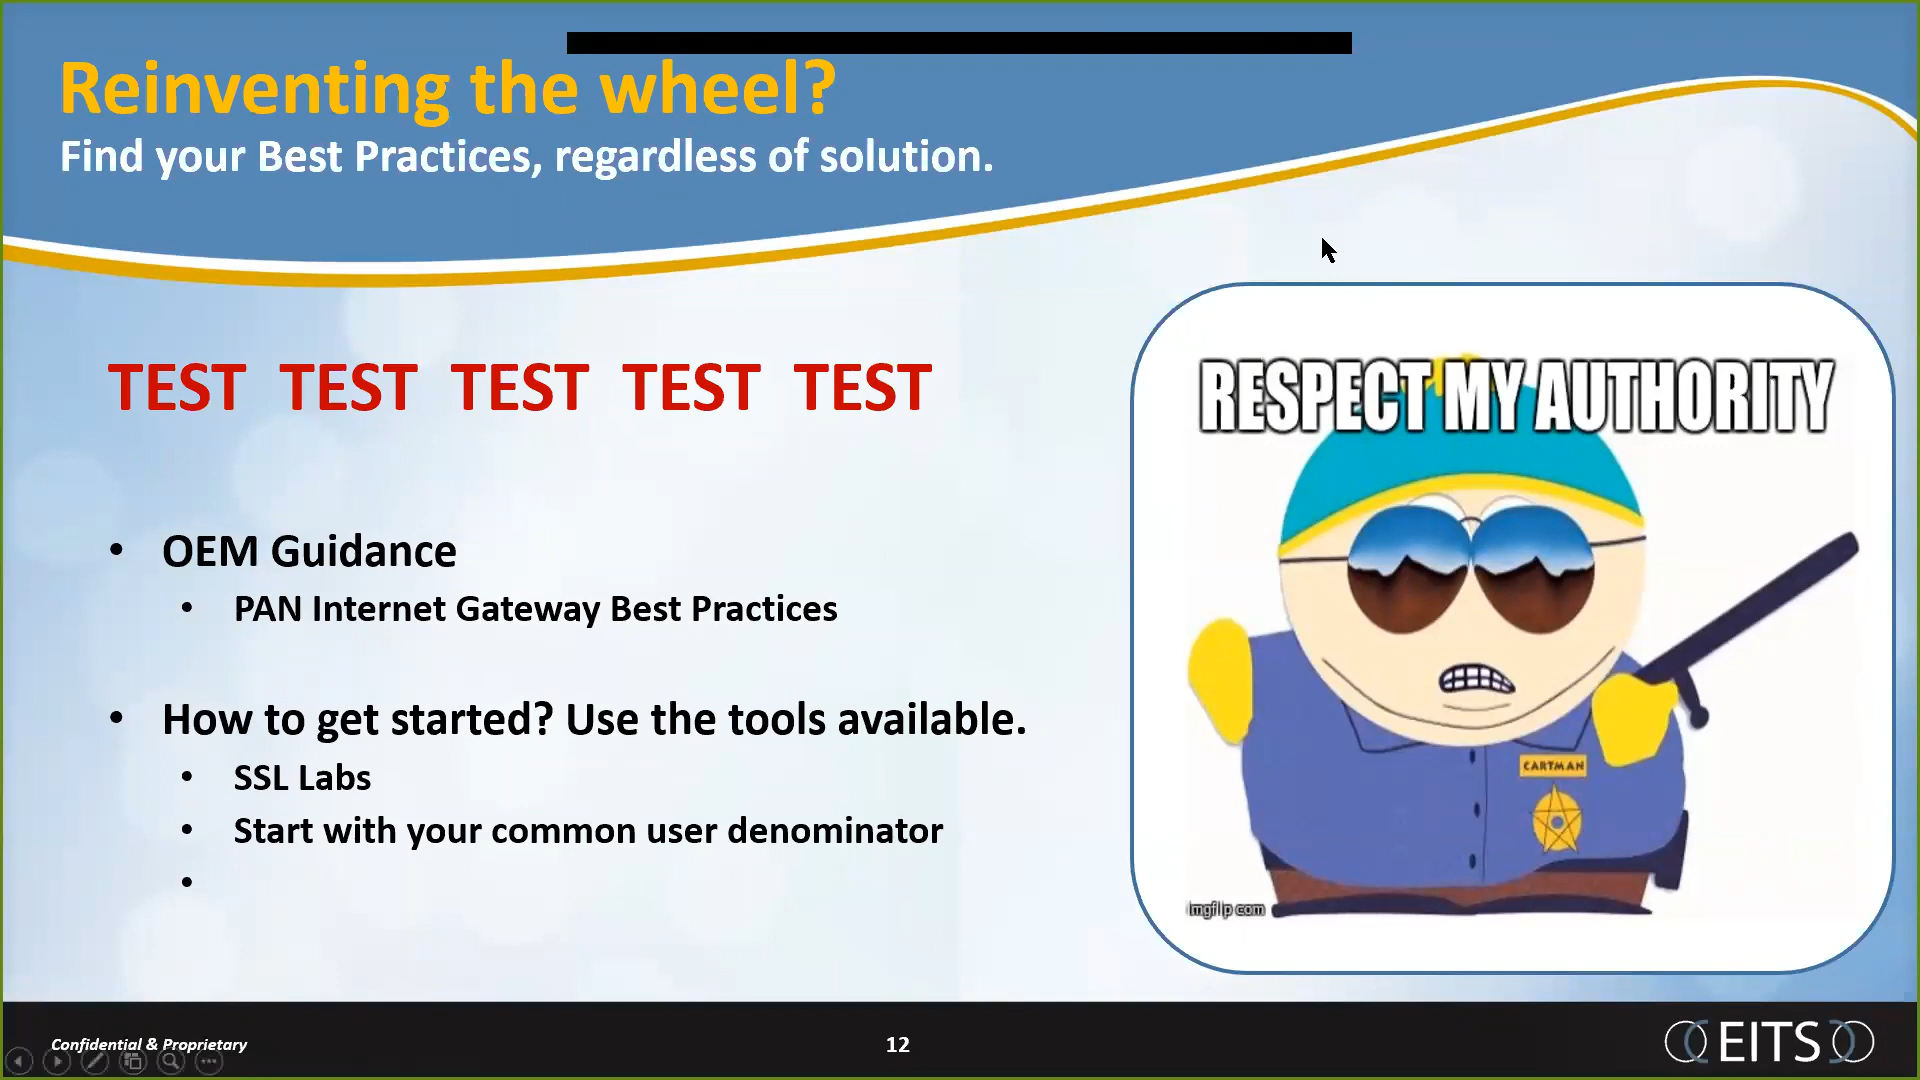 Reinventing the wheel?
Find your Best Practices, regardless of solution.
TEST TEST TEST TEST TEST
• OEM Guidance
• PAN Internet Gateway Best Practices
• How to get started? Use the tools available.
• SSL Labs
• Start with your common user denominator
•
RESPECT MY AUTHORITY
CARTMAN
imgflip.com
Confidential & Proprietary
12
EITS